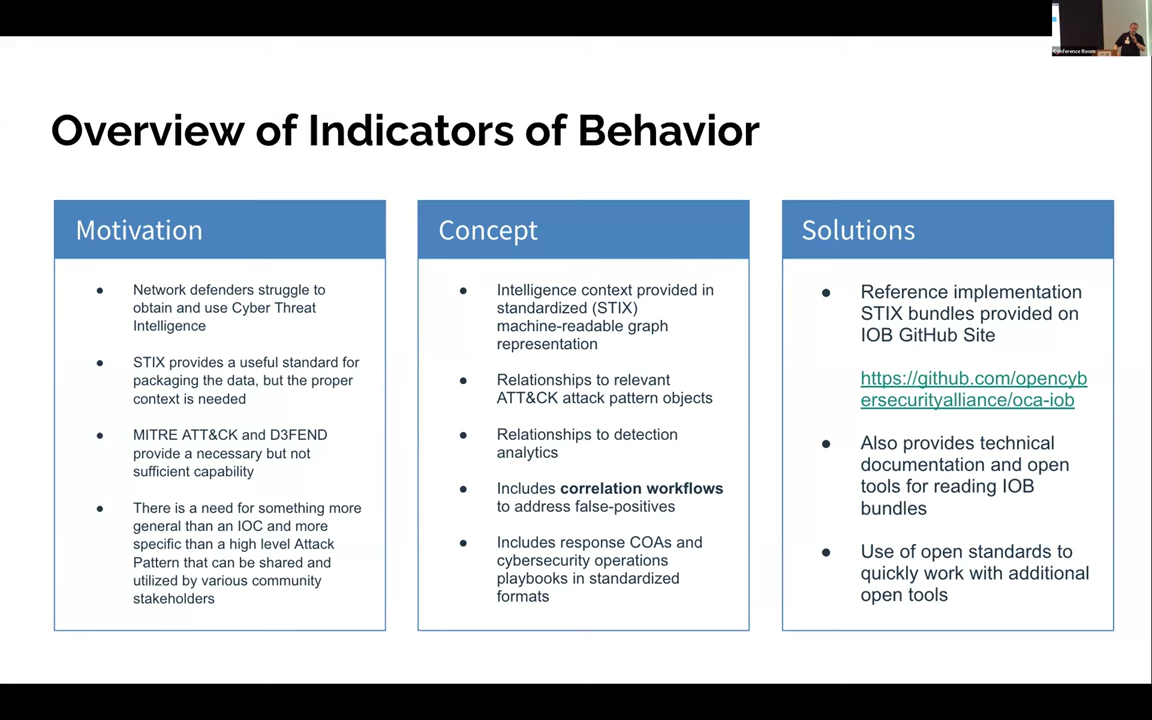 Conference Room
Overview of Indicators of Behavior
Motivation
● Network defenders struggle to
obtain and use Cyber Threat
Intelligence
● STIX provides a useful standard for
packaging the data, but the proper
context is needed
● MITRE ATT&CK and D3FEND
provide a necessary but not
sufficient capability
● There is a need for something more
general than an IOC and more
specific than a high level Attack
Pattern that can be shared and
utilized by various community
stakeholders
Concept
● Intelligence context provided in
standardized (STIX)
machine-readable graph
representation
● Relationships to relevant
ATT&CK attack pattern objects
● Relationships to detection
analytics
● Includes correlation workflows
to address false-positives
● Includes response COAs and
cybersecurity operations
playbooks in standardized
formats
Solutions
● Reference implementation
STIX bundles provided on
IOB GitHub Site
https://github.com/opencyb
ersecurityalliance/oca-iob
● Also provides technical
documentation and open
tools for reading IOB
bundles
● Use of open standards to
quickly work with additional
open tools